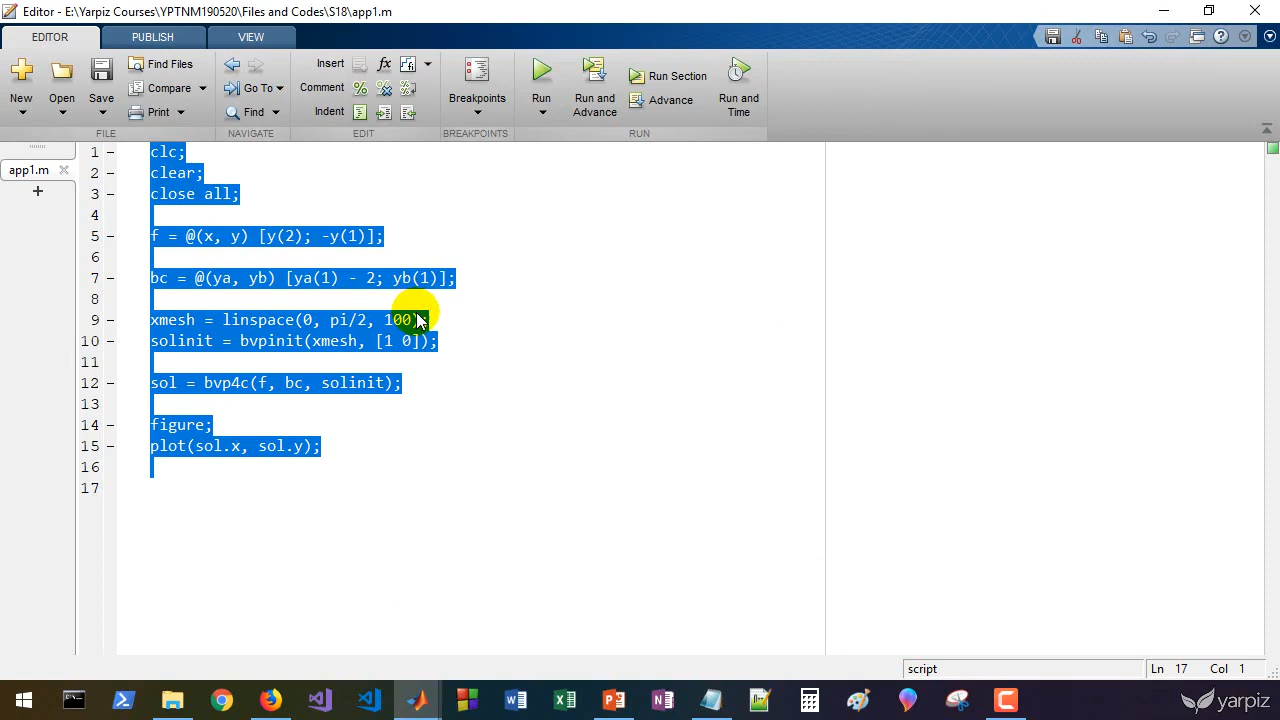 Editor - E:\Yarpiz Courses\YPTNM190520\Files and Codes\S18\app1.m
EDITOR PUBLISH VIEW
New Open Save Find Files Compare Print
Go To Find
Insert Comment Indent
Breakpoints
Run Run and Advance Run Section Advance Run and Time
FILE NAVIGATE EDIT BREAKPOINTS RUN
app1.m
1 - clc;
2 - clear;
3 - close all;
4
5 - f = @(x, y) [y(2); -y(1)];
6
7 - bc = @(ya, yb) [ya(1) - 2; yb(1)];
8
9 - xmesh = linspace(0, pi/2, 100);
10 - solinit = bvpinit(xmesh, [1 0]);
11
12 - sol = bvp4c(f, bc, solinit);
13
14 - figure;
15 - plot(sol.x, sol.y);
16
17
script Ln 17 Col 1
yarpiz